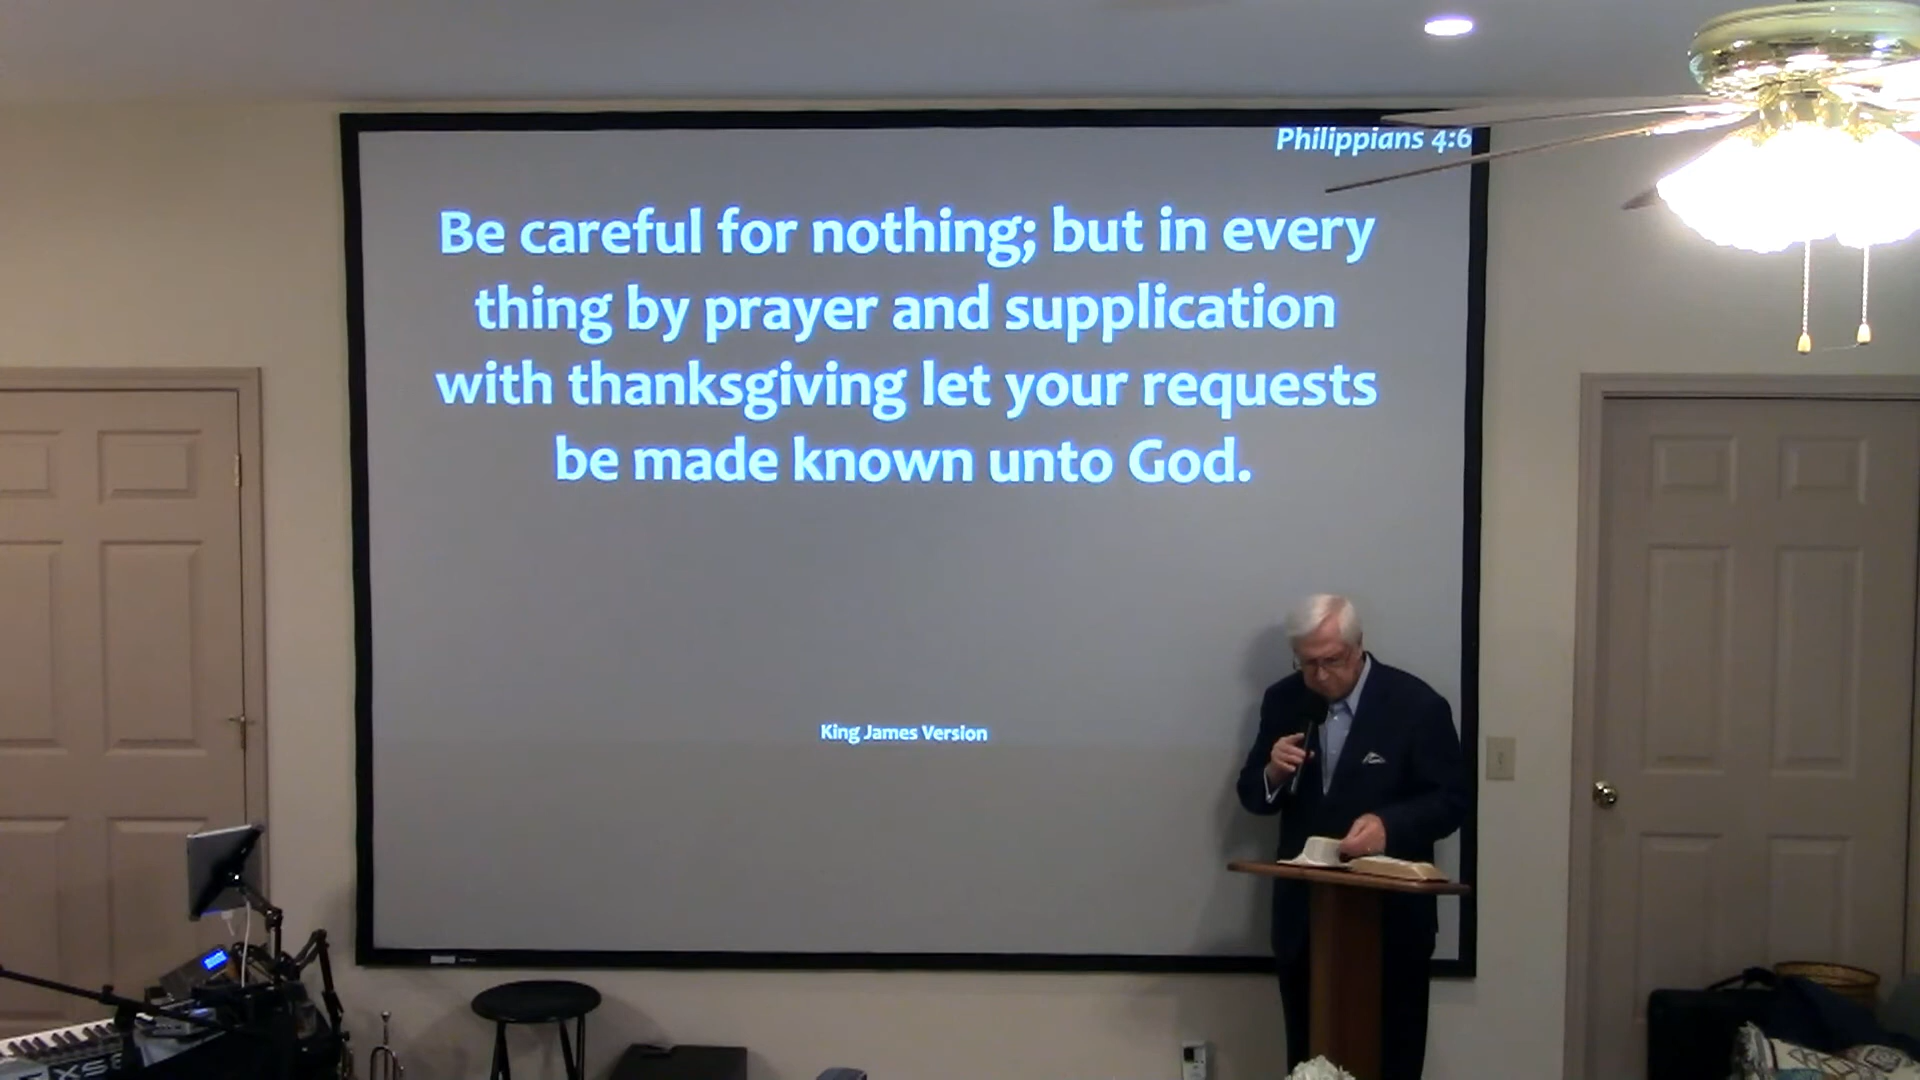 Philippians 4:6
Be careful for nothing; but in every
thing by prayer and supplication
with thanksgiving let your requests
be made known unto God.
King James Version
XS8